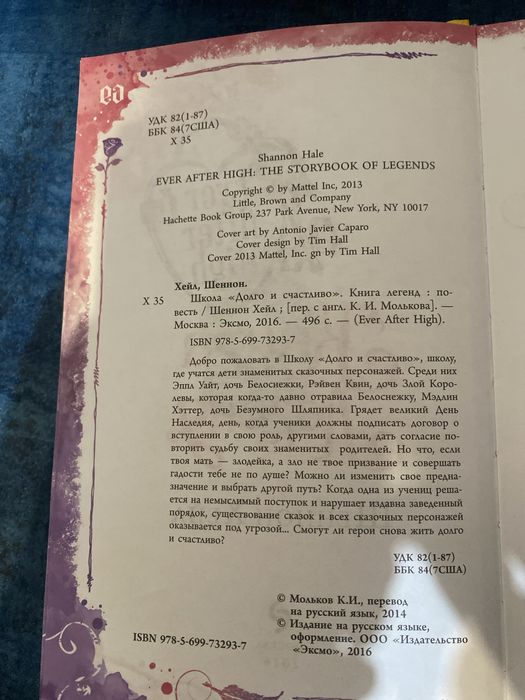 УДК 82(1-87)
ББК 84(7США)
Х 35
Shannon Hale
EVER AFTER HIGH: THE STORYBOOK OF LEGENDS
Copyright © by Mattel Inc, 2013
Little, Brown and Company
Hachette Book Group, 237 Park Avenue, New York, NY 10017
Cover art by Antonio Javier Caparo
Cover design by Tim Hall
Cover 2013 Mattel, Inc. gn by Tim Hall
Хейл, Шеннон.
Х 35 Школа «Долго и счастливо». Книга легенд : по-
весть / Шеннон Хейл ; [пер. с англ. К. И. Молькова]. —
Москва : Эксмо, 2016. — 496 с. — (Ever After High).
ISBN 978-5-699-73293-7
Добро пожаловать в Школу «Долго и счастливо», школу,
где учатся дети знаменитых сказочных персонажей. Среди них
Эппл Уайт, дочь Белоснежки, Рэйвен Квин, дочь Злой Коро-
левы, которая когда-то давно отравила Белоснежку, Мэдлин
Хэттер, дочь Безумного Шляпника. Грядет великий День
Наследия, день, когда ученики должны подписать договор о
вступлении в свою роль, другими словами, дать согласие по-
вторить судьбу своих знаменитых родителей. Но что, если
твоя мать — злодейка, а зло не твое призвание и совершать
гадости тебе не по душе? Можно ли изменить свое предна-
значение и выбрать другой путь? Когда одна из учениц реша-
ется на немыслимый поступок и нарушает издавна заведенный
порядок, существование сказок и всех сказочных персонажей
оказывается под угрозой... Смогут ли герои снова жить долго
и счастливо?
УДК 82(1-87)
ББК 84(7США)
© Мольков К.И., перевод
на русский язык, 2014
© Издание на русском языке,
оформление. ООО «Издательство
«Эксмо», 2016
ISBN 978-5-699-73293-7